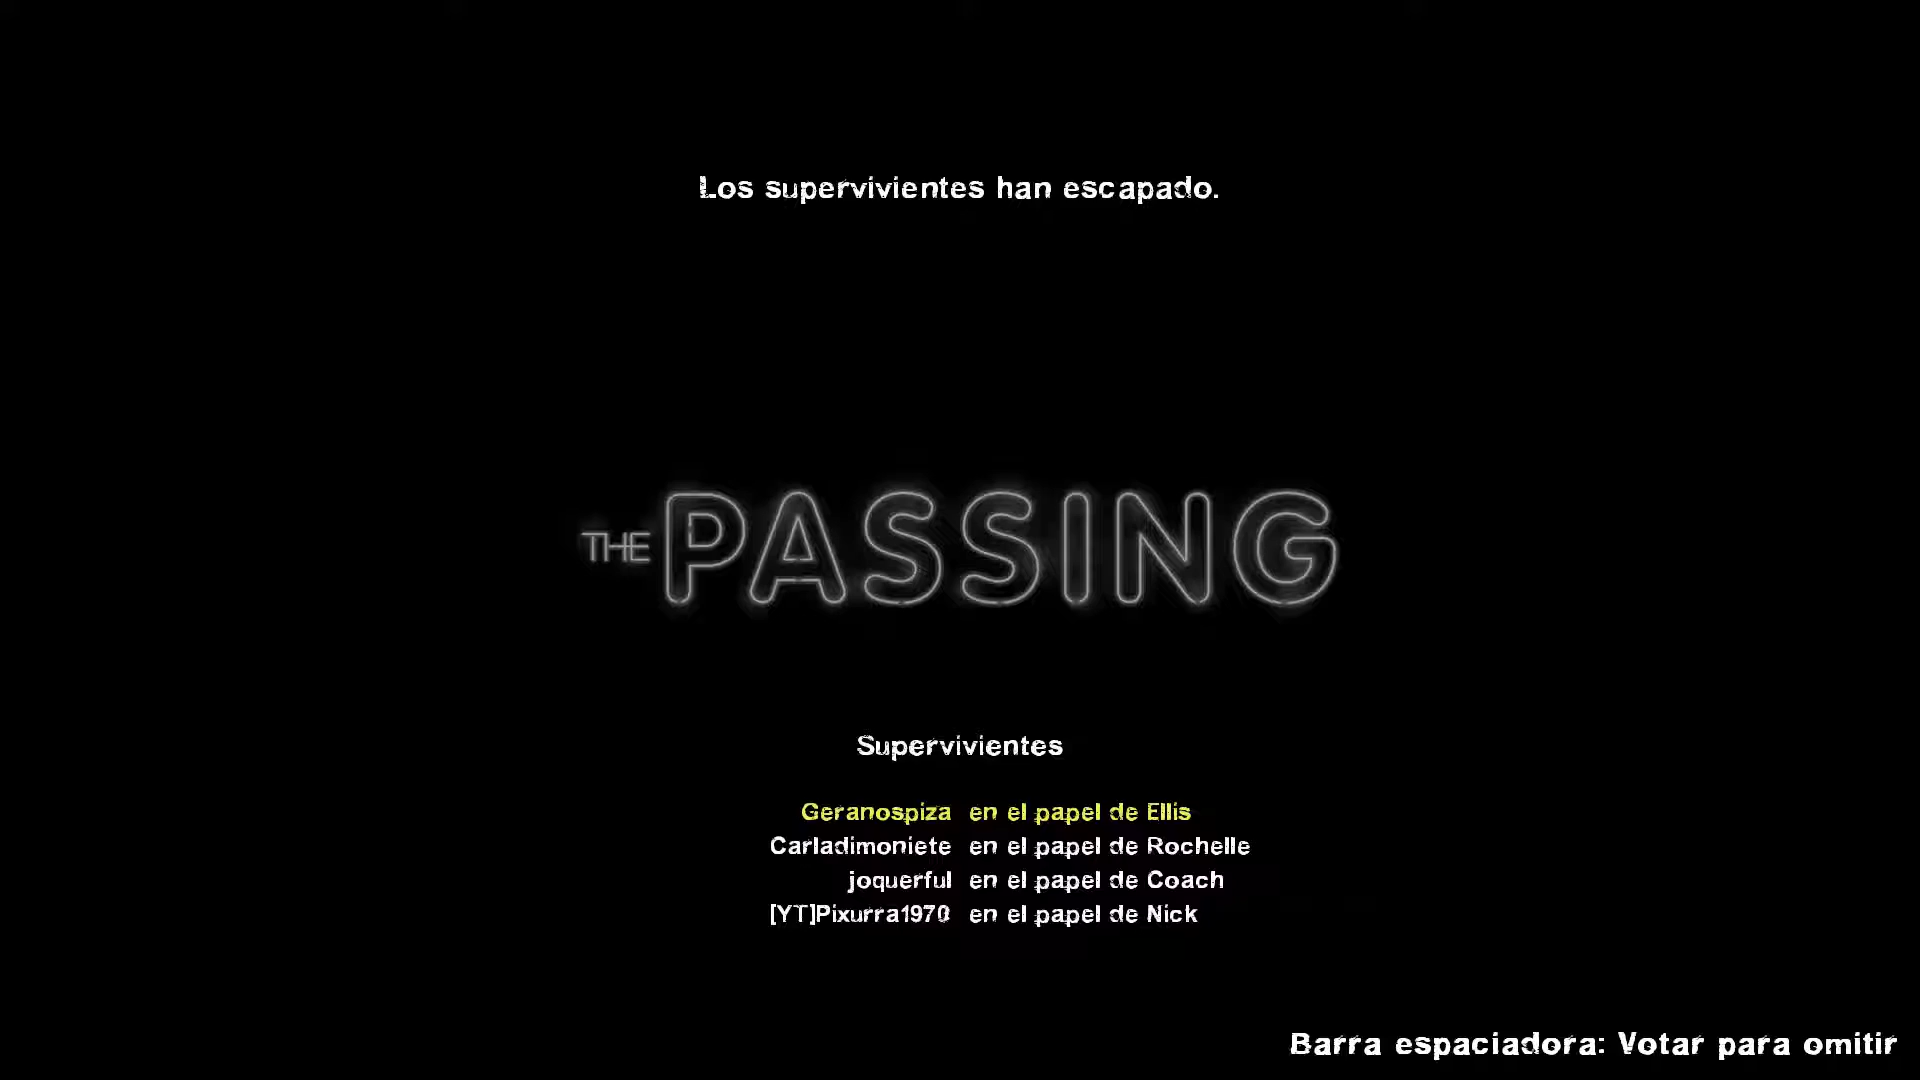 Los supervivientes han escapado.
THE PASSING
Supervivientes
Geranospiza en el papel de Ellis
Carladimoniete en el papel de Rochelle
joquerful en el papel de Coach
[YT]Pixurra1970 en el papel de Nick
Barra espaciadora: Votar para omitir